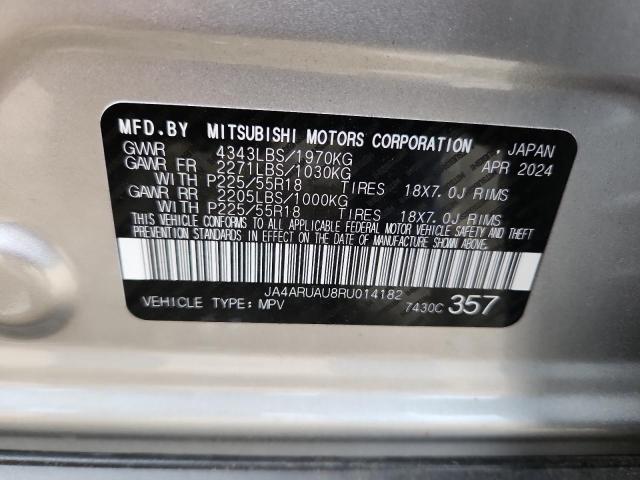 MFD.BY MITSUBISHI MOTORS CORPORATION , JAPAN
GVWR 4343LBS/1970KG APR 2024
GAWR FR 2271LBS/1030KG
WITH P225/55R18 TIRES 18X7.0J RIMS
GAWR RR 2205LBS/1000KG
WITH P225/55R18 TIRES 18X7.0J RIMS
THIS VEHICLE CONFORMS TO ALL APPLICABLE FEDERAL MOTOR VEHICLE SAFETY AND THEFT
PREVENTION STANDARDS IN EFFECT ON THE DATE OF MANUFACTURE SHOWN ABOVE.
JA4ARUAU8RU014182
VEHICLE TYPE: MPV 7430C 357